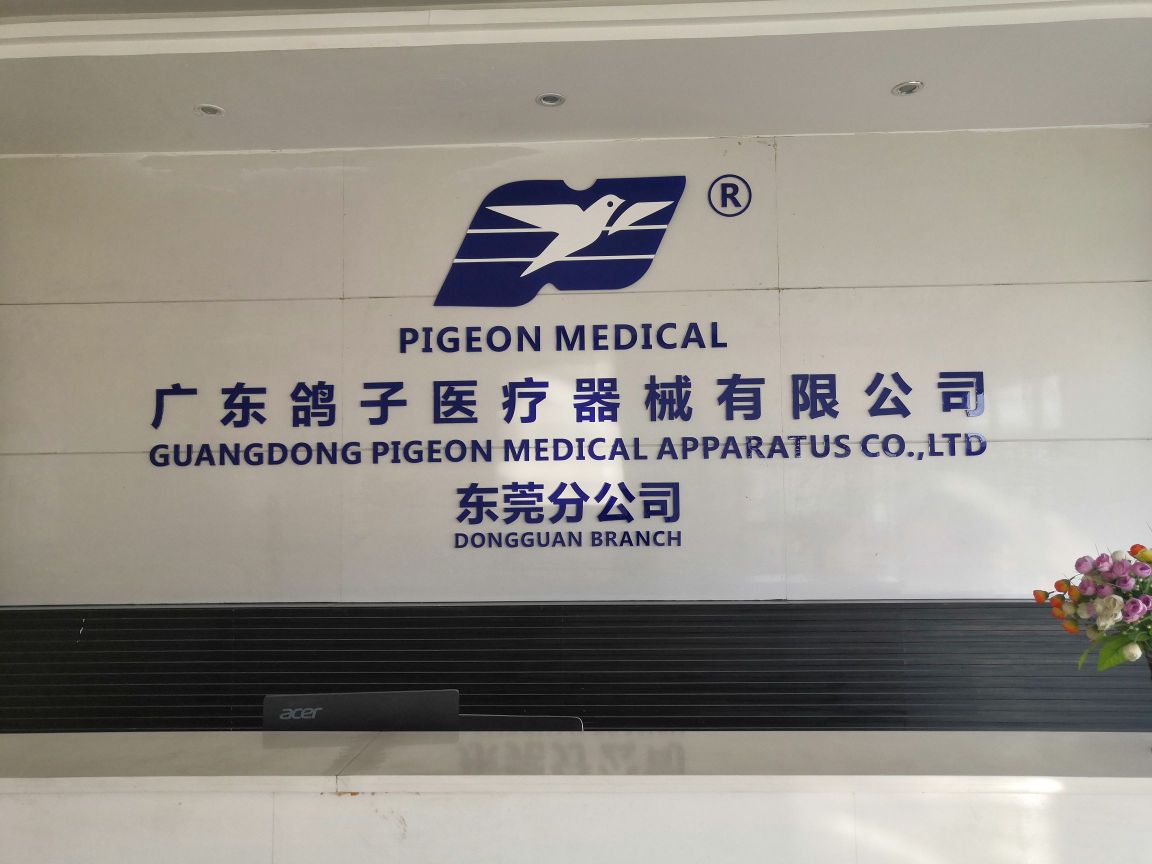 ®
PIGEON MEDICAL
广东鸽子医疗器械有限公司
GUANGDONG PIGEON MEDICAL APPARATUS CO.,LTD
东莞分公司
DONGGUAN BRANCH
acer